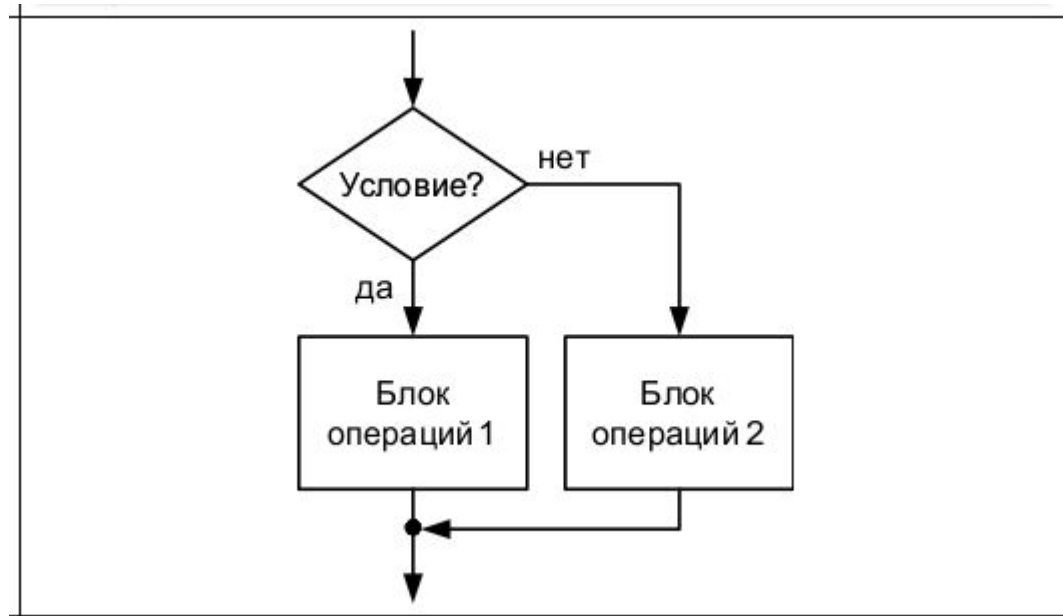 Условие?
нет
да
Блок
операций 1
Блок
операций 2